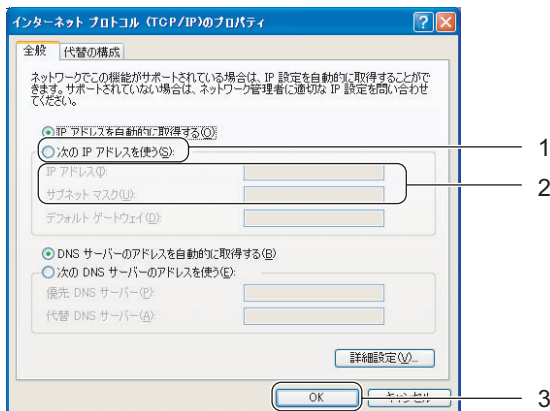 インターネット プロトコル (TCP/IP)のプロパティ
全般 代替の構成
ネットワークでこの機能がサポートされている場合は、IP 設定を自動的に取得することがで
きます。サポートされていない場合は、ネットワーク管理者に適切な IP 設定を問い合わせ
てください。
IP アドレスを自動的に取得する(O)
次の IP アドレスを使う(S):
1
IP アドレス(I):
サブネット マスク(U):
2
デフォルト ゲートウェイ(D):
DNS サーバーのアドレスを自動的に取得する(B)
次の DNS サーバーのアドレスを使う(E):
優先 DNS サーバー(P):
代替 DNS サーバー(A):
詳細設定(V)...
OK キャンセル
3